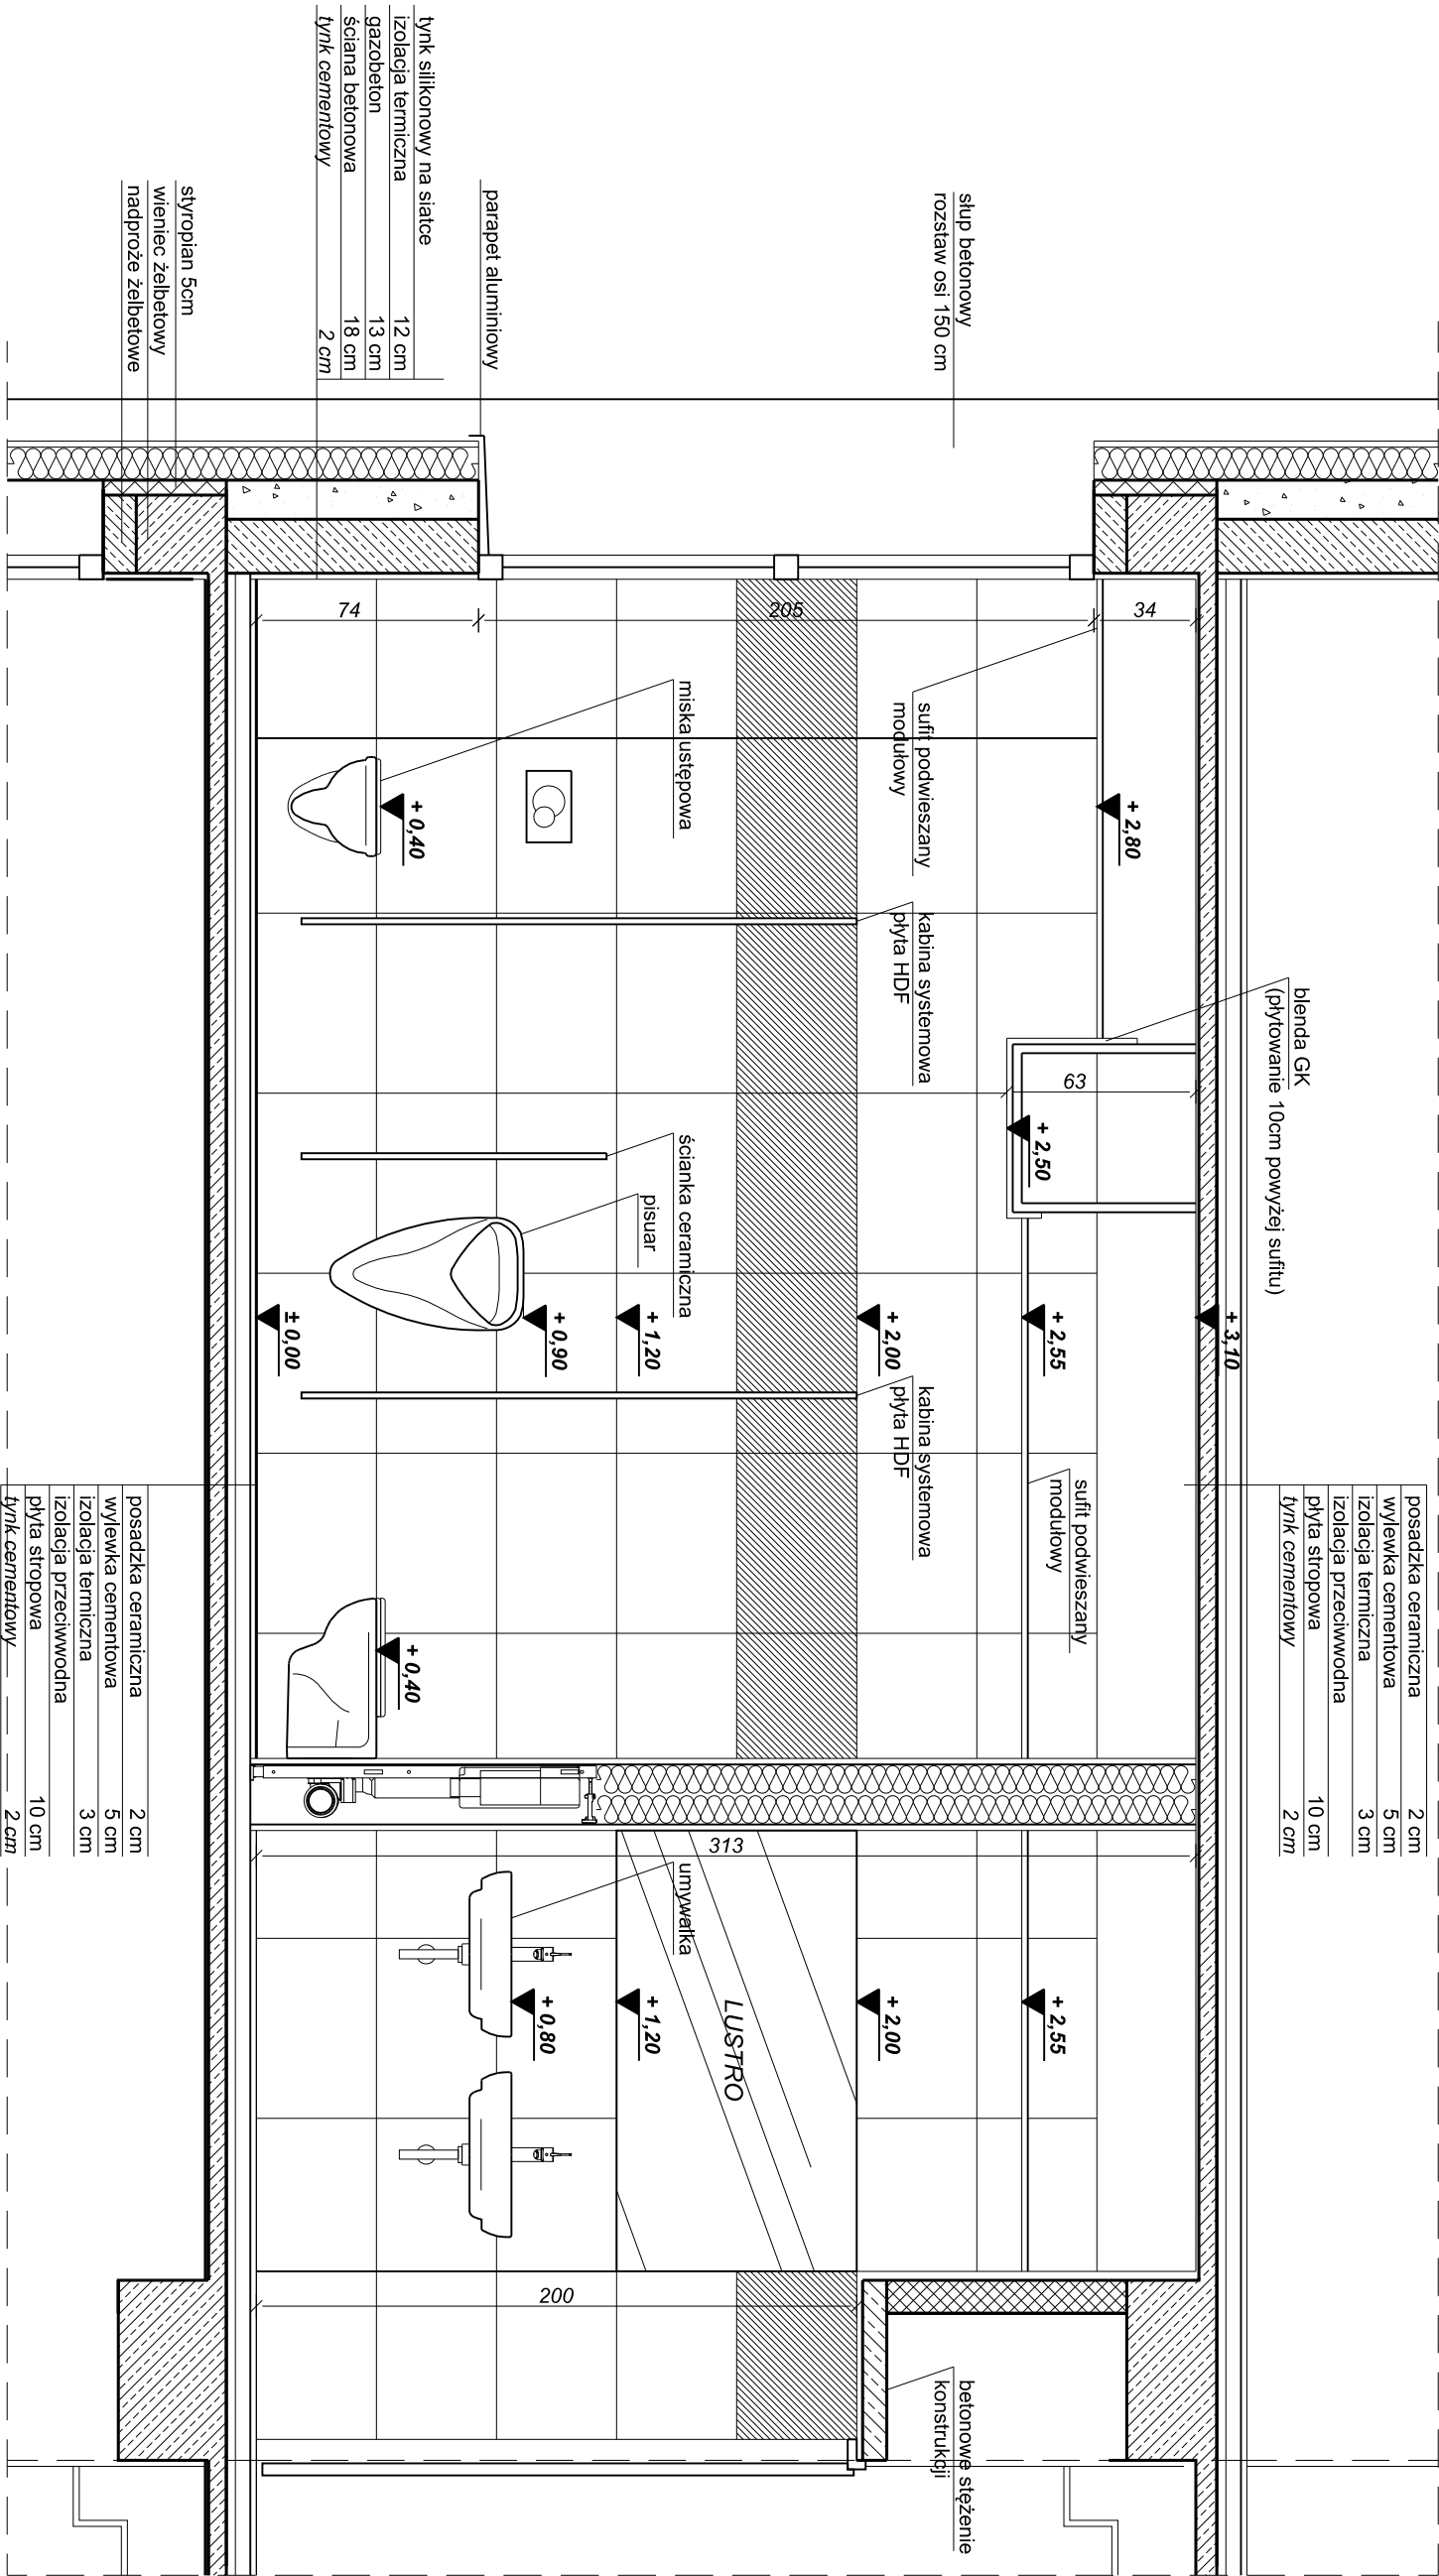 posadzka ceramiczna 2 cm
wylewka cementowa 5 cm
izolacja termiczna 3 cm
izolacja przeciwwodna
płyta stropowa 10 cm
tynk cementowy 2 cm
blenda GK
(płytowanie 10cm powyżej sufitu)
+ 3,10
34
+ 2,80
63
+ 2,50
+ 2,55
sufit podwieszany
modułowy
+ 2,55
słup betonowy
rozstaw osi 150 cm
sufit podwieszany
modułowy
kabina systemowa
płyta HDF
+ 2,00
kabina systemowa
płyta HDF
+ 2,00
betonowe stężenie
konstrukcji
205
313
LUSTRO
miska ustępowa
ścianka ceramiczna
pisuar
+ 1,20
umywalka
+ 1,20
200
parapet aluminiowy
+ 0,90
+ 0,80
74
+ 0,40
+ 0,40
± 0,00
tynk silikonowy na siatce
izolacja termiczna 12 cm
gazobeton 13 cm
ściana betonowa 18 cm
tynk cementowy 2 cm
styropian 5cm
wieniec żelbetowy
nadproże żelbetowe
posadzka ceramiczna 2 cm
wylewka cementowa 5 cm
izolacja termiczna 3 cm
izolacja przeciwwodna
płyta stropowa 10 cm
tynk cementowy 2 cm